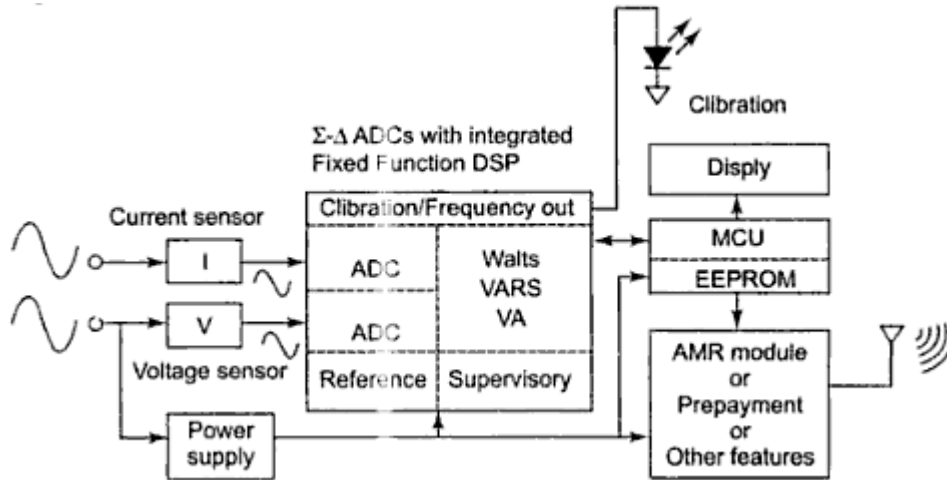 Clibration
Σ-Δ ADCs with integrated
Fixed Function DSP
Disply
Clibration/Frequency out
Current sensor
MCU
I
ADC
Walts
VARS
VA
EEPROM
V
ADC
Voltage sensor
Reference
Supervisory
AMR module
or
Prepayment
or
Other features
Power
supply